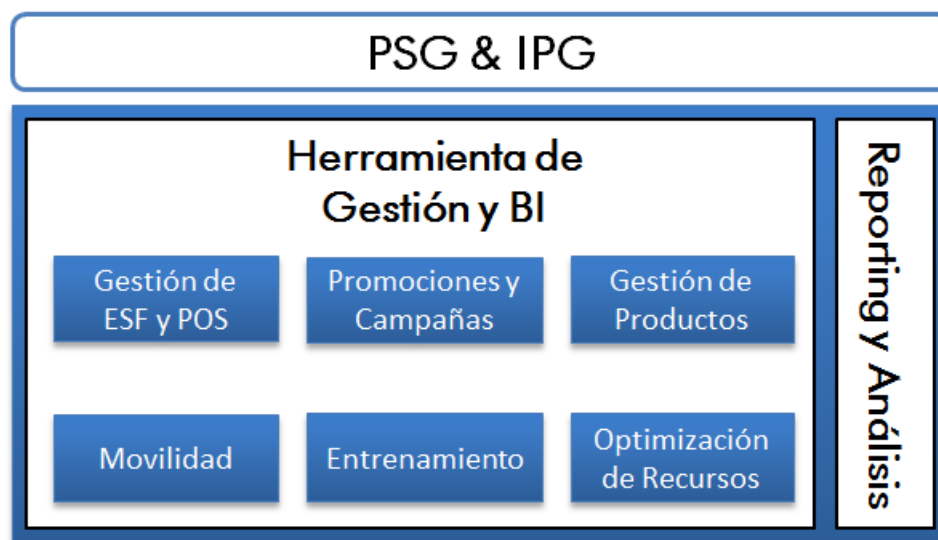 PSG & IPG
Herramienta de
Gestión y BI
Gestión de
ESF y POS
Promociones y
Campañas
Gestión de
Productos
Movilidad
Entrenamiento
Optimización
de Recursos
Reporting y Análisis